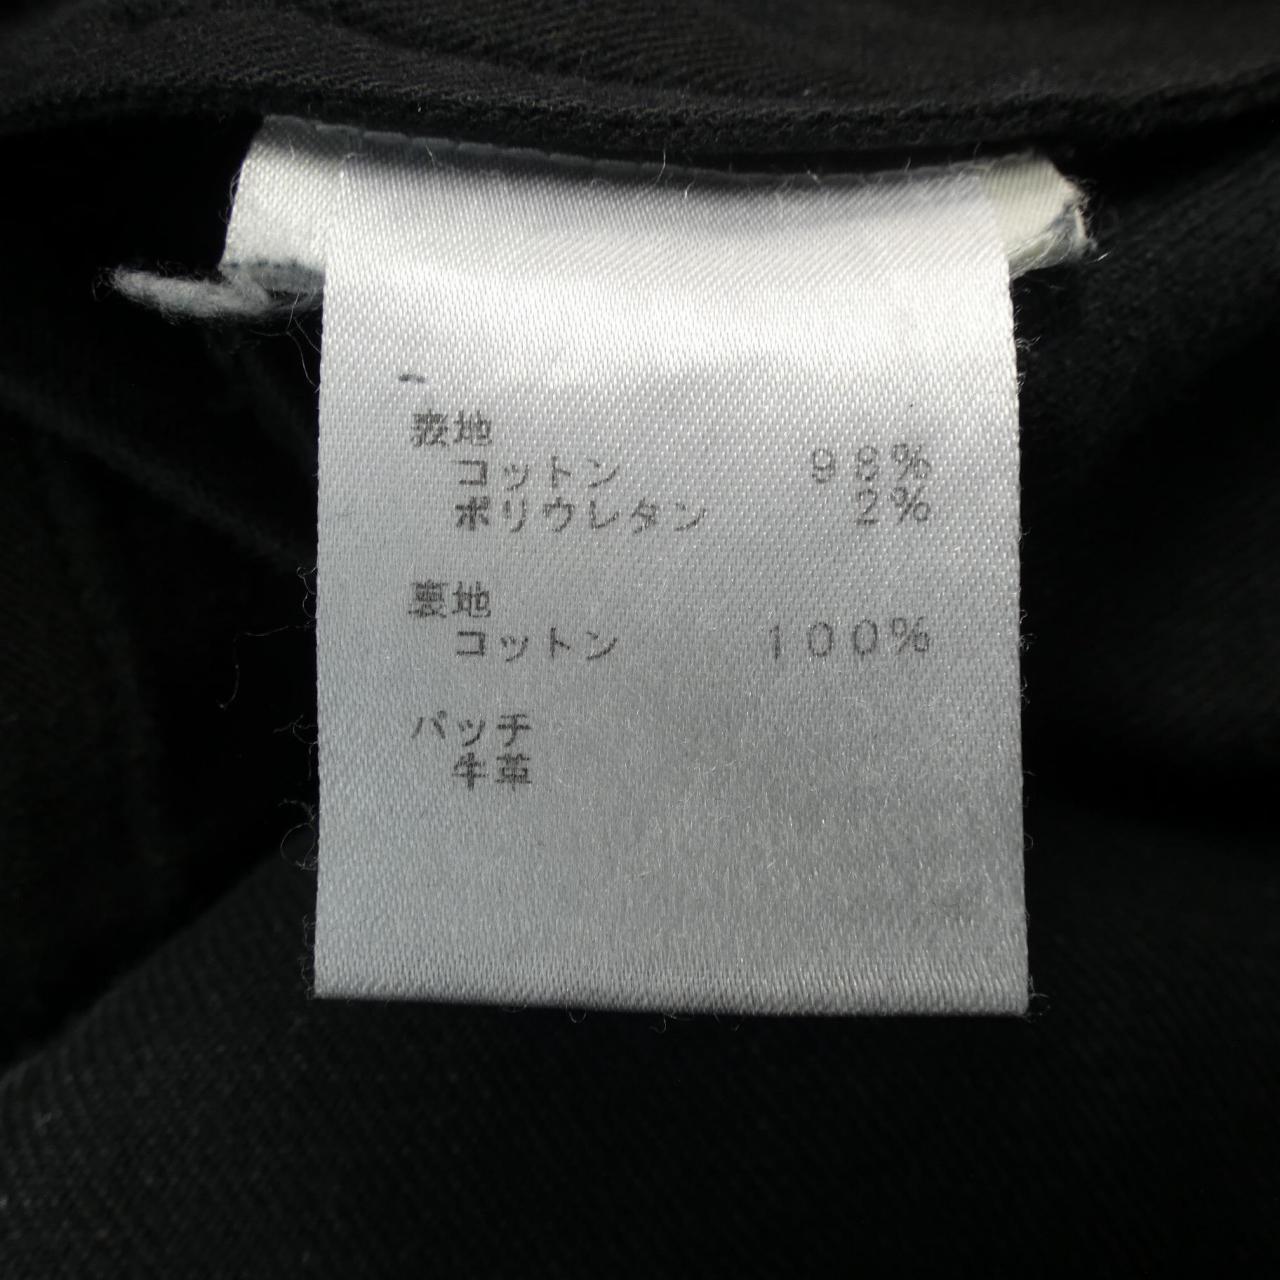 表地
コットン 98%
ポリウレタン 2%
裏地
コットン 100%
パッチ
牛革